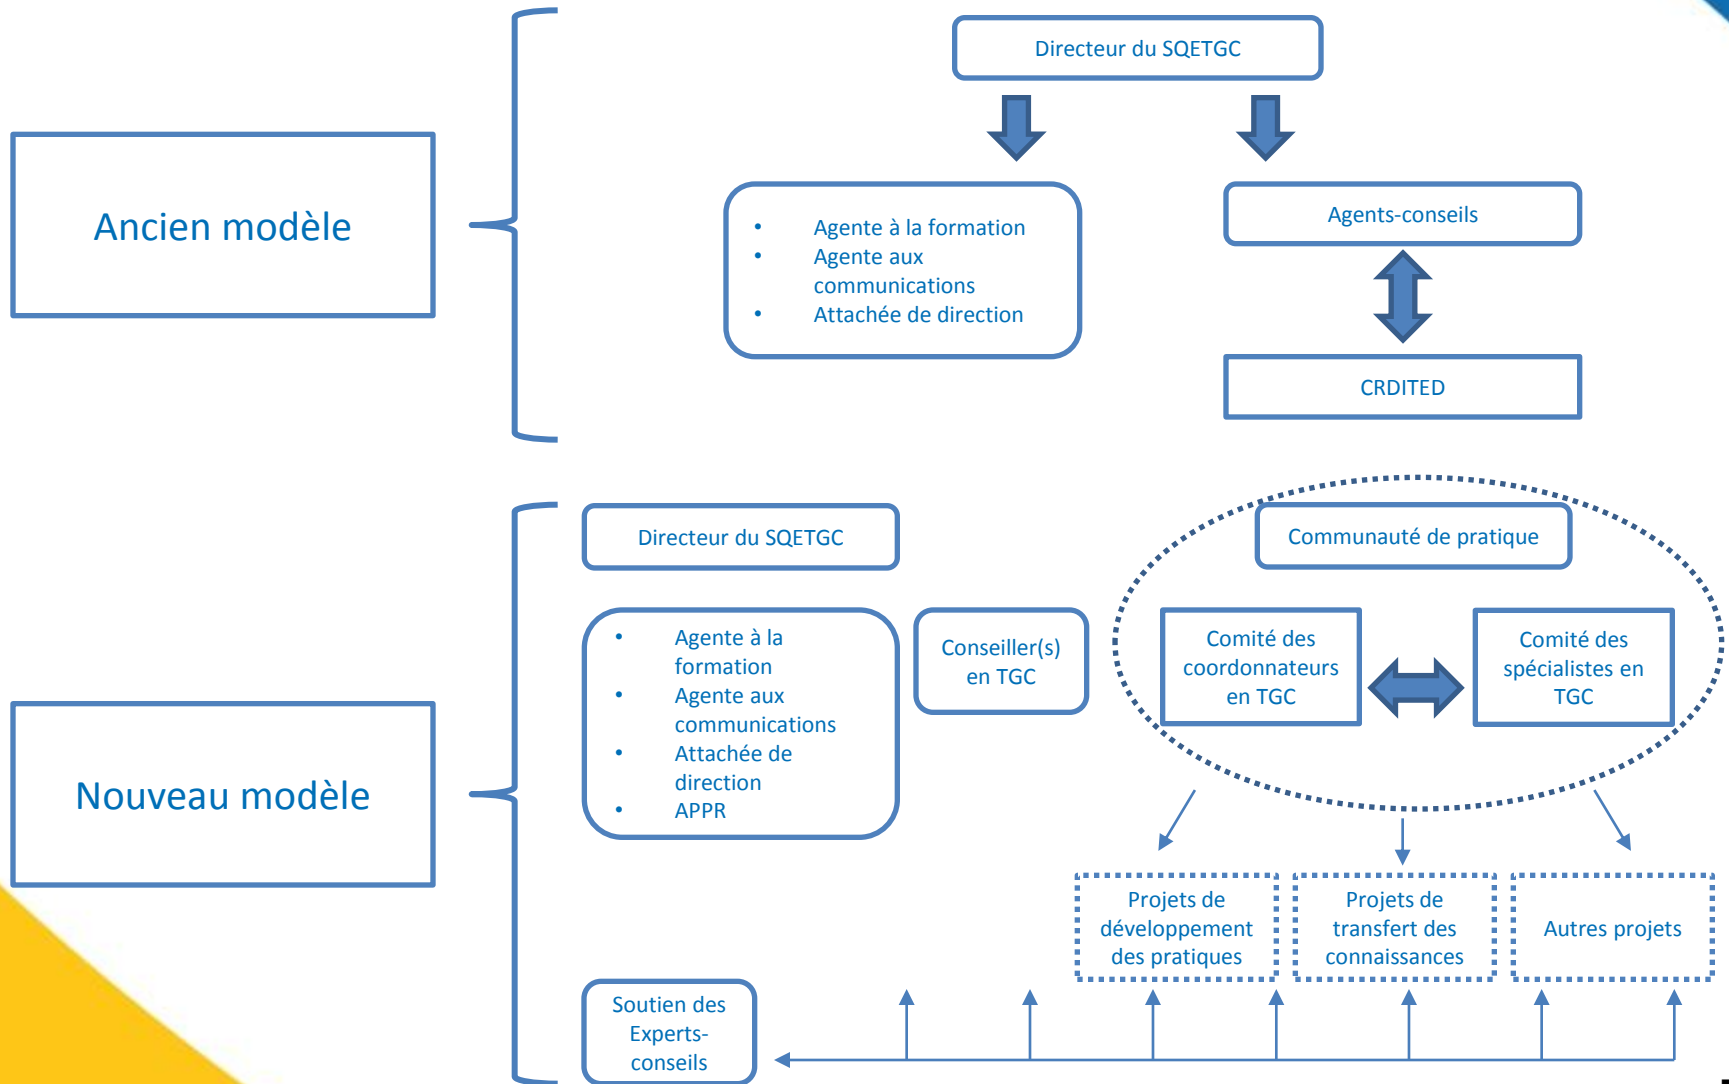 Ancien modèle
Directeur du SQETGC
• Agente à la formation
• Agente aux
communications
• Attachée de direction
Agents-conseils
CRDITED
Nouveau modèle
Directeur du SQETGC
• Agente à la
formation
• Agente aux
communications
• Attachée de
direction
• APPR
Conseiller(s)
en TGC
Communauté de pratique
Comité des
coordonnateurs
en TGC
Comité des
spécialistes en
TGC
Projets de
développement
des pratiques
Projets de
transfert des
connaissances
Autres projets
Soutien des
Experts-
conseils